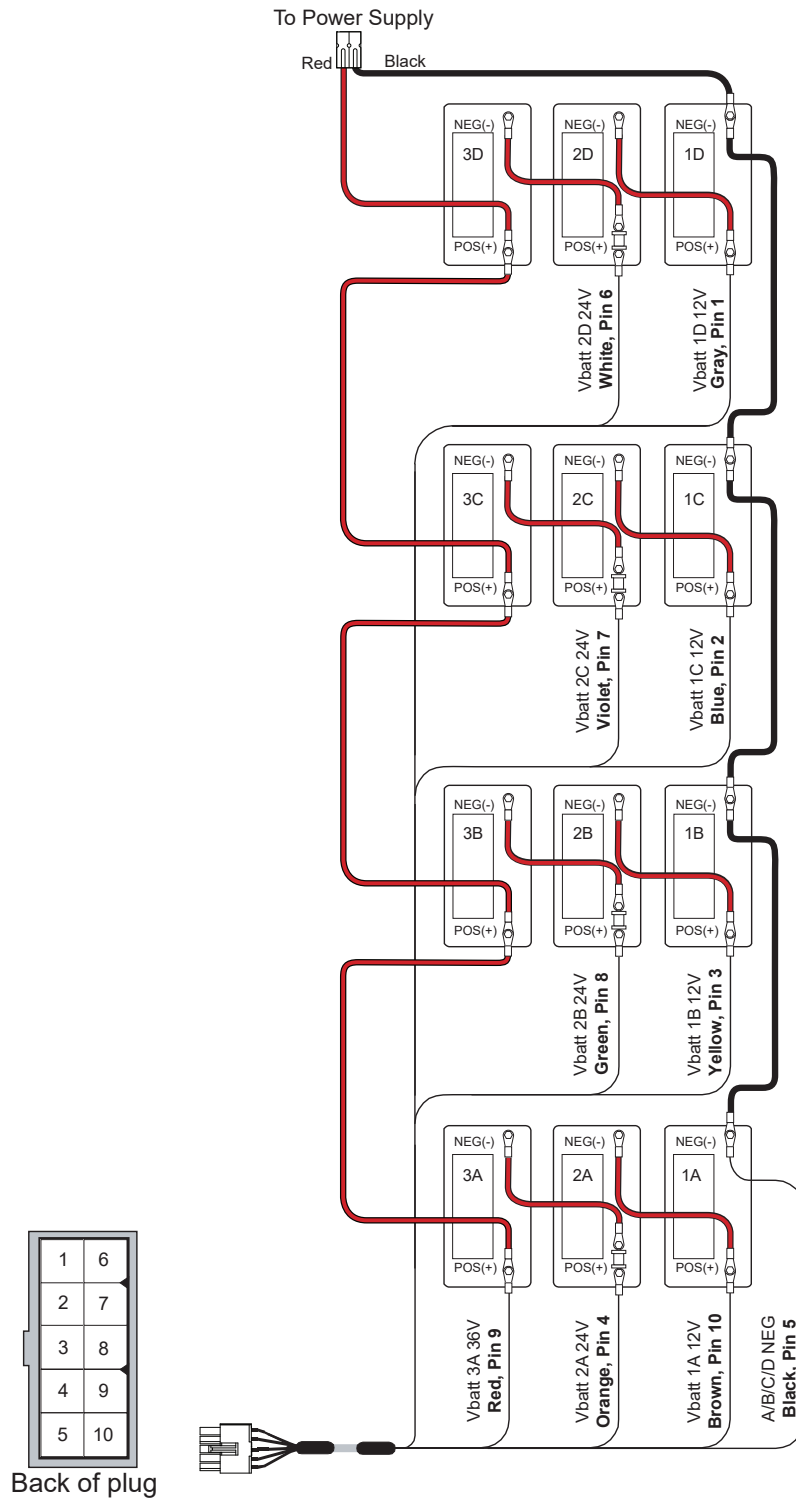 To Power Supply
Red
Black
NEG(-)
NEG(-)
NEG(-)
3D
2D
1D
POS(+)
POS(+)
POS(+)
Vbatt 2D 24V
White, Pin 6
Vbatt 1D 12V
Gray, Pin 1
NEG(-)
NEG(-)
NEG(-)
3C
2C
1C
POS(+)
POS(+)
POS(+)
Vbatt 2C 24V
Violet, Pin 7
Vbatt 1C 12V
Blue, Pin 2
NEG(-)
NEG(-)
NEG(-)
3B
2B
1B
POS(+)
POS(+)
POS(+)
Vbatt 2B 24V
Green, Pin 8
Vbatt 1B 12V
Yellow, Pin 3
NEG(-)
NEG(-)
NEG(-)
3A
2A
1A
POS(+)
POS(+)
POS(+)
Vbatt 3A 36V
Red, Pin 9
Vbatt 2A 24V
Orange, Pin 4
Vbatt 1A 12V
Brown, Pin 10
A/B/C/D NEG
Black, Pin 5
1 6
2 7
3 8
4 9
5 10
Back of plug